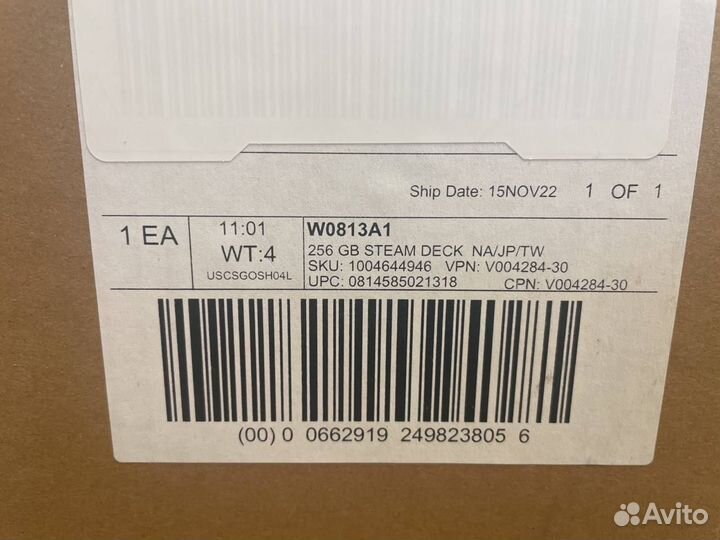 Ship Date: 15NOV22 1 OF 1
1 EA
11:01
WT:4
USCSGOSH04L
W0813A1
256 GB STEAM DECK NA/JP/TW
SKU: 1004644946 VPN: V004284-30
UPC: 0814585021318 CPN: V004284-30
(00) 0 0662919 249823805 6
Avito